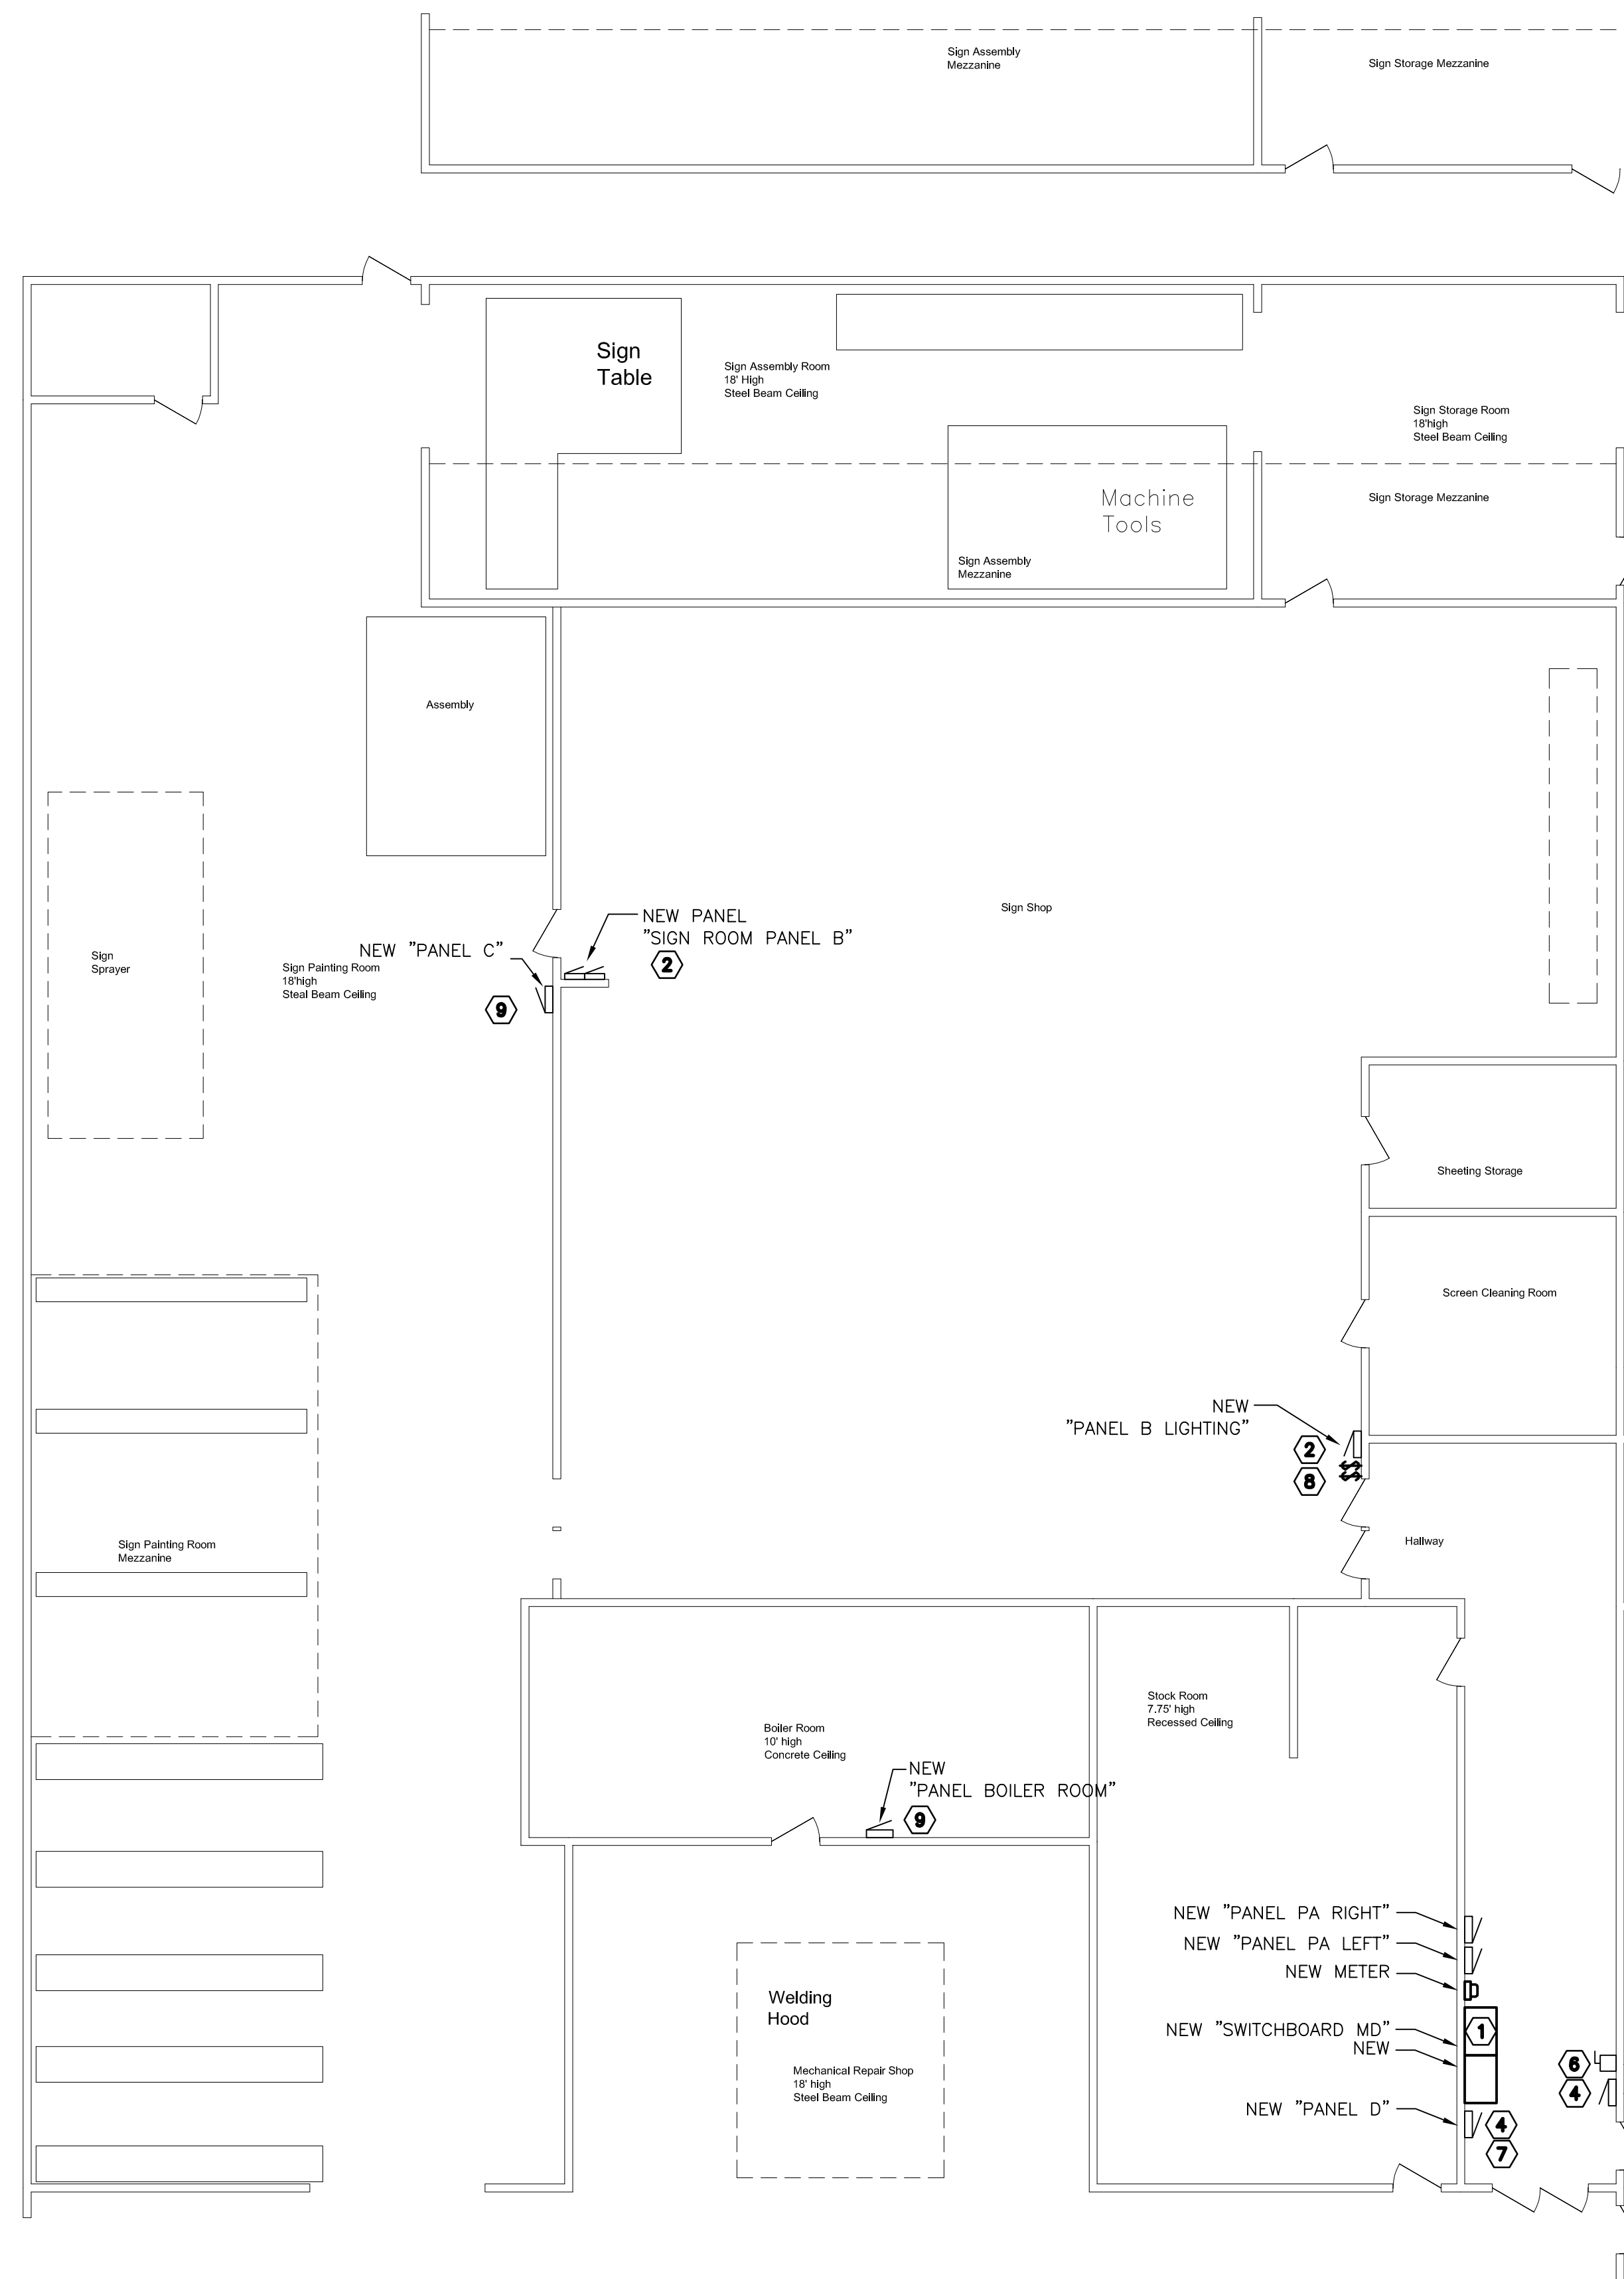 Sign Assembly
Mezzanine
Sign Storage Mezzanine
Sign
Table
Sign Assembly Room
18' High
Steel Beam Ceiling
Sign Storage Room
18'high
Steel Beam Ceiling
Machine
Tools
Sign Storage Mezzanine
Sign Assembly
Mezzanine
Assembly
Sign Shop
NEW PANEL
"SIGN ROOM PANEL B"
2
NEW "PANEL C"
9
Sign
Sprayer
Sign Painting Room
18'high
Steal Beam Ceiling
Sheeting Storage
Screen Cleaning Room
NEW
"PANEL B LIGHTING"
2
8
Hallway
Sign Painting Room
Mezzanine
Stock Room
7.75' high
Recessed Ceiling
Boiler Room
10' high
Concrete Ceiling
NEW
"PANEL BOILER ROOM"
9
NEW "PANEL PA RIGHT"
NEW "PANEL PA LEFT"
NEW METER
NEW "SWITCHBOARD MD"
1
NEW
NEW "PANEL D"
4
7
6
4
Welding
Hood
Mechanical Repair Shop
18' high
Steel Beam Ceiling